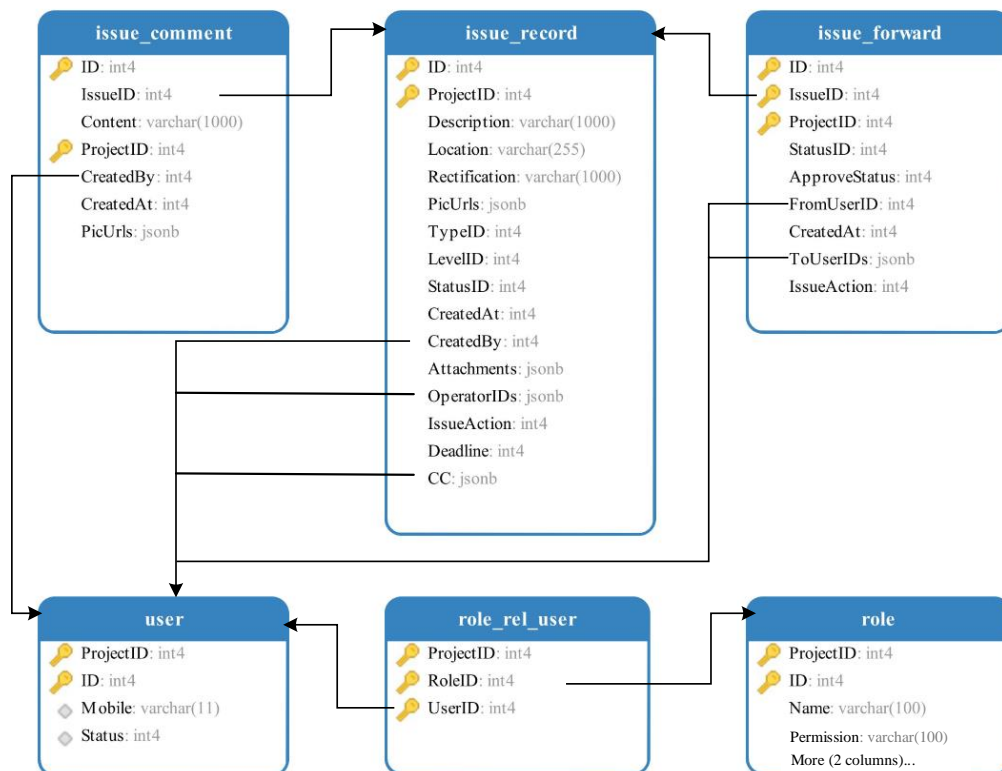 issue_comment
ID: int4
IssueID: int4
Content: varchar(1000)
ProjectID: int4
CreatedBy: int4
CreatedAt: int4
PicUrls: jsonb
issue_record
ID: int4
ProjectID: int4
Description: varchar(1000)
Location: varchar(255)
Rectification: varchar(1000)
PicUrls: jsonb
TypeID: int4
LevelID: int4
StatusID: int4
CreatedAt: int4
CreatedBy: int4
Attachments: jsonb
OperatorIDs: jsonb
IssueAction: int4
Deadline: int4
CC: jsonb
issue_forward
ID: int4
IssueID: int4
ProjectID: int4
StatusID: int4
ApproveStatus: int4
FromUserID: int4
CreatedAt: int4
ToUserIDs: jsonb
IssueAction: int4
user
ProjectID: int4
ID: int4
Mobile: varchar(11)
Status: int4
role_rel_user
ProjectID: int4
RoleID: int4
UserID: int4
role
ProjectID: int4
ID: int4
Name: varchar(100)
Permission: varchar(100)
More (2 columns)...